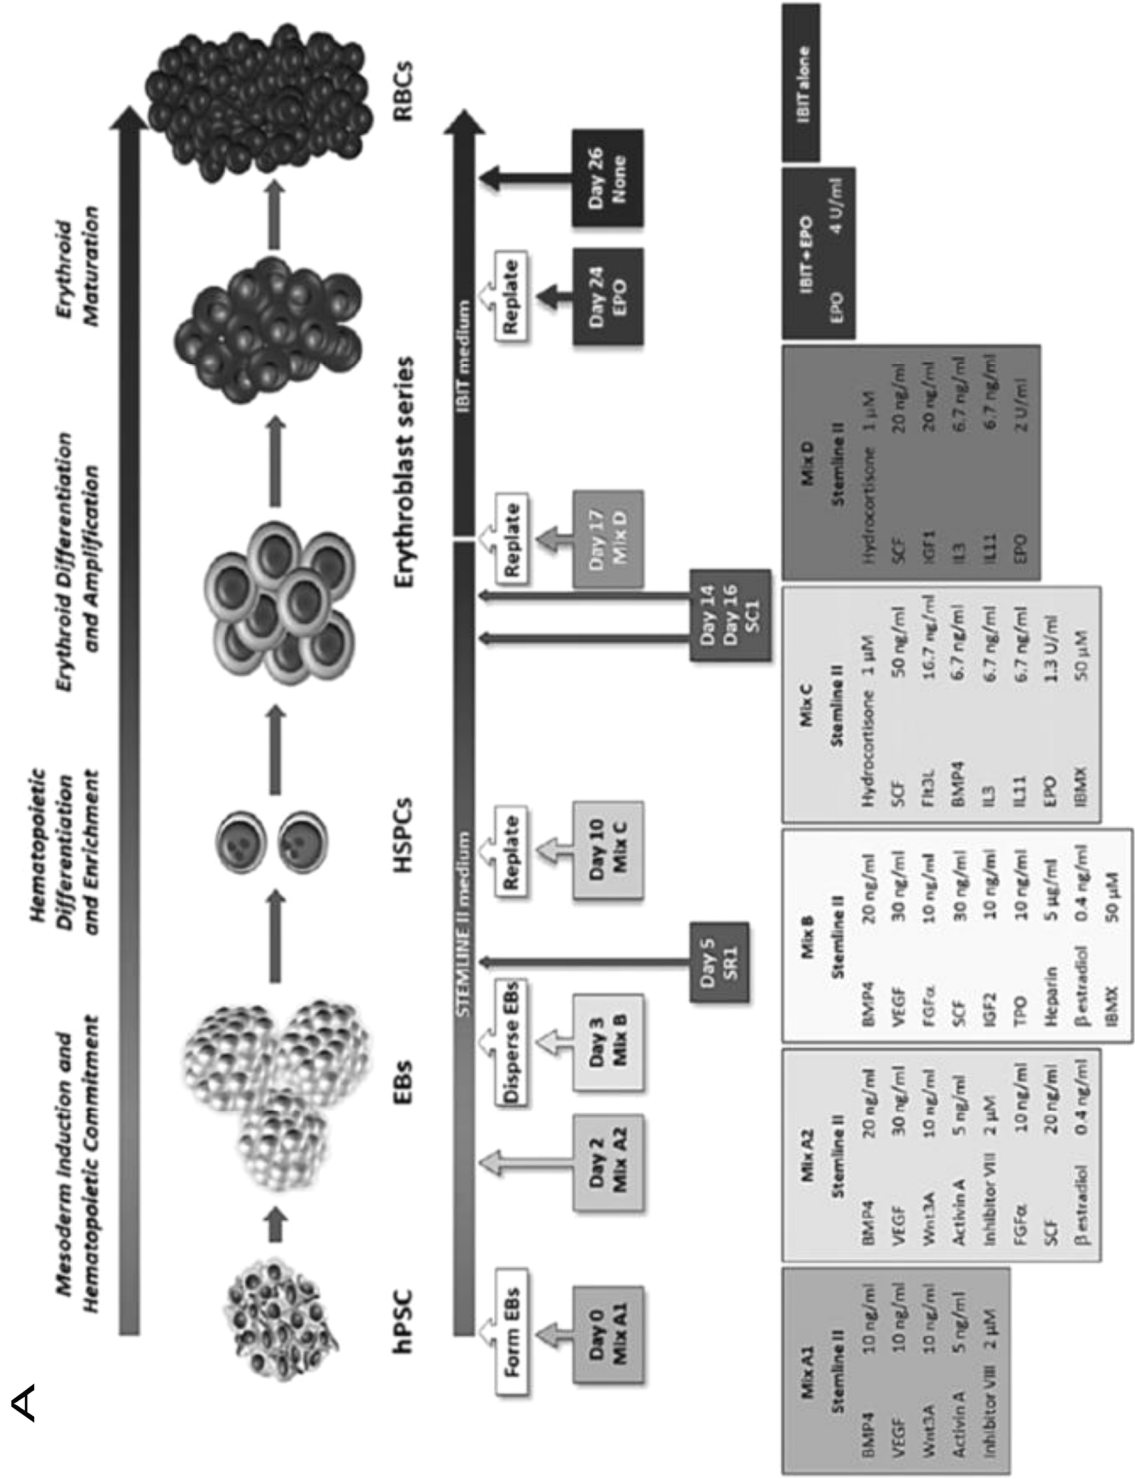 A
Mesoderm Induction and
Hematopoietic Commitment
Hematopoietic
Differentiation
and Enrichment
Erythroid Differentiation
and Amplification
Erythroid
Maturation
hPSC
EBs
HSPCs
Erythroblast series
RBCs
STEMLINE II medium
IBIT medium
Form EBs
Disperse EBs
Replate
Replate
Replate
Day 0
Mix A1
Day 2
Mix A2
Day 3
Mix B
Day 10
Mix C
Day 17
Mix D
Day 24
EPO
Day 26
None
Day 5
SR1
Day 14
Day 16
SC1
Mix A1
Stemline II
BMP4 10 ng/ml
VEGF 10 ng/ml
Wnt3A 10 ng/ml
Activin A 5 ng/ml
Inhibitor VIII 2 µM
Mix A2
Stemline II
BMP4 20 ng/ml
VEGF 30 ng/ml
Wnt3A 10 ng/ml
Activin A 5 ng/ml
Inhibitor VIII 2 µM
FGFα 10 ng/ml
SCF 20 ng/ml
β estradiol 0.4 ng/ml
Mix B
Stemline II
BMP4 20 ng/ml
VEGF 30 ng/ml
FGFα 10 ng/ml
SCF 30 ng/ml
IGF2 10 ng/ml
TPO 10 ng/ml
Heparin 5 µg/ml
β estradiol 0.4 ng/ml
IBMX 50 µM
Mix C
Stemline II
Hydrocortisone 1 µM
SCF 50 ng/ml
Flt3L 16.7 ng/ml
BMP4 6.7 ng/ml
IL3 6.7 ng/ml
IL11 6.7 ng/ml
EPO 1.3 U/ml
IBMX 50 µM
Mix D
Stemline II
Hydrocortisone 1 µM
SCF 20 ng/ml
IGF1 20 ng/ml
IL3 6.7 ng/ml
IL11 6.7 ng/ml
EPO 2 U/ml
IBIT + EPO
EPO 4 U/ml
IBIT alone